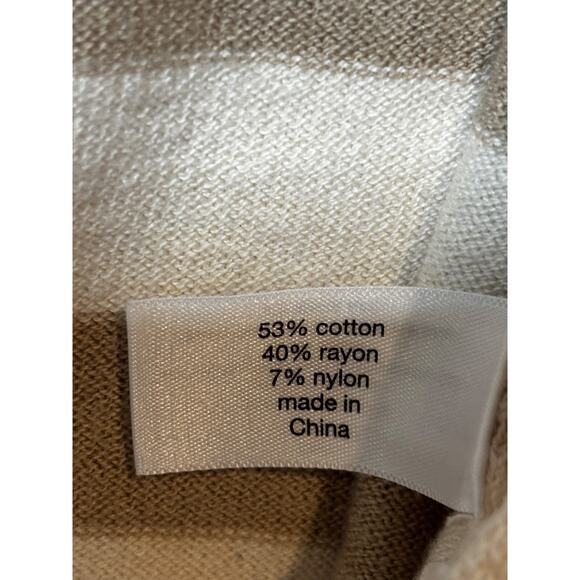 53% cotton
40% rayon
7% nylon
made in
China